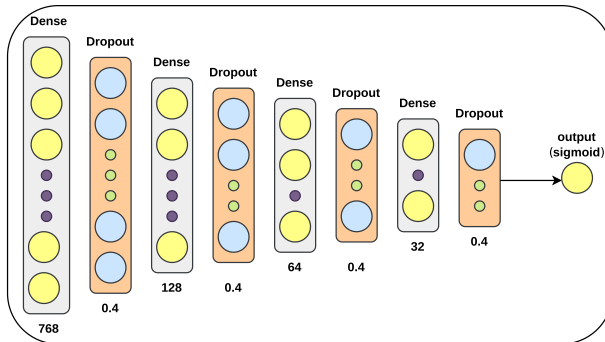 Dense
Dropout
Dense
Dropout
Dense
Dropout
Dense
Dropout
output
(sigmoid)
768
0.4
128
0.4
64
0.4
32
0.4